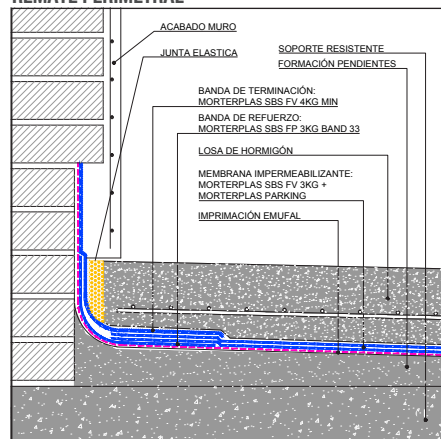 REMATE PERIMETRAL
ACABADO MURO
JUNTA ELASTICA
SOPORTE RESISTENTE
FORMACIÓN PENDIENTES
BANDA DE TERMINACIÓN:
MORTERPLAS SBS FV 4KG MIN
BANDA DE REFUERZO:
MORTERPLAS SBS FP 3KG BAND 33
LOSA DE HORMIGÓN
MEMBRANA IMPERMEABILIZANTE:
MORTERPLAS SBS FV 3KG +
MORTERPLAS PARKING
IMPRIMACIÓN EMUFAL